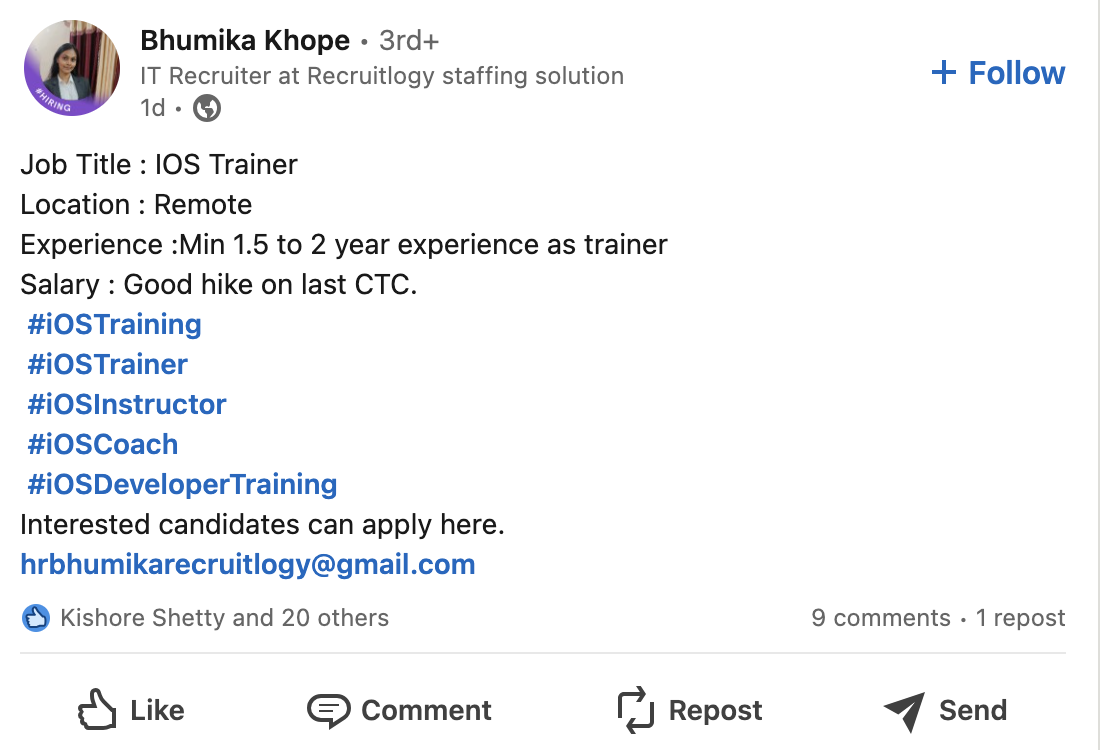 Bhumika Khope • 3rd+
IT Recruiter at Recruitlogy staffing solution
1d •
+ Follow
#HIRING
Job Title : IOS Trainer
Location : Remote
Experience :Min 1.5 to 2 year experience as trainer
Salary : Good hike on last CTC.
#iOSTraining
#iOSTrainer
#iOSInstructor
#iOSCoach
#iOSDeveloperTraining
Interested candidates can apply here.
hrbhumikarecruitlogy@gmail.com
Kishore Shetty and 20 others
9 comments • 1 repost
Like
Comment
Repost
Send